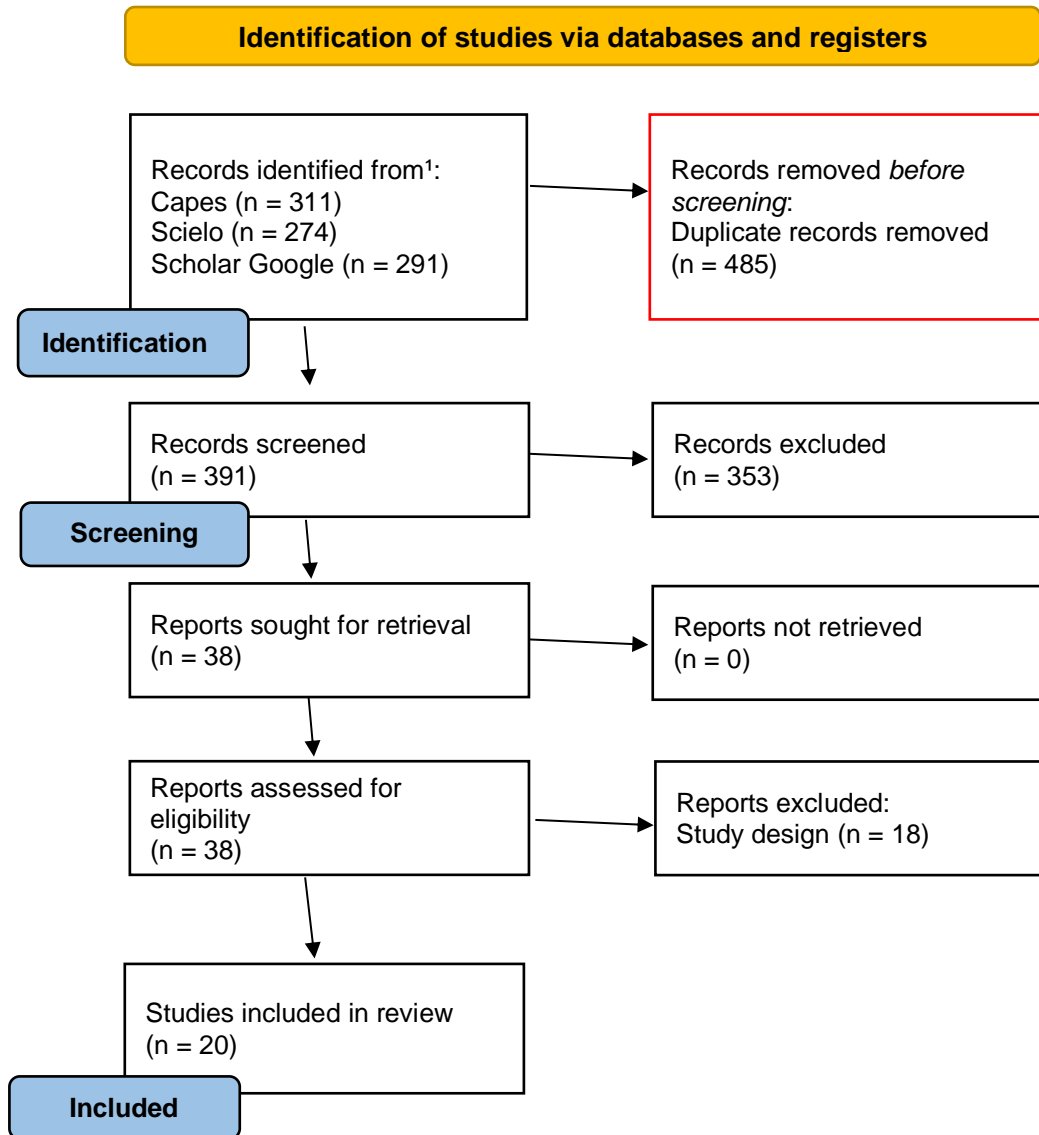 Identification of studies via databases and registers
Records identified from¹:
Capes (n = 311)
Scielo (n = 274)
Scholar Google (n = 291)
Records removed before
screening:
Duplicate records removed
(n = 485)
Identification
Records screened
(n = 391)
Records excluded
(n = 353)
Screening
Reports sought for retrieval
(n = 38)
Reports not retrieved
(n = 0)
Reports assessed for
eligibility
(n = 38)
Reports excluded:
Study design (n = 18)
Studies included in review
(n = 20)
Included